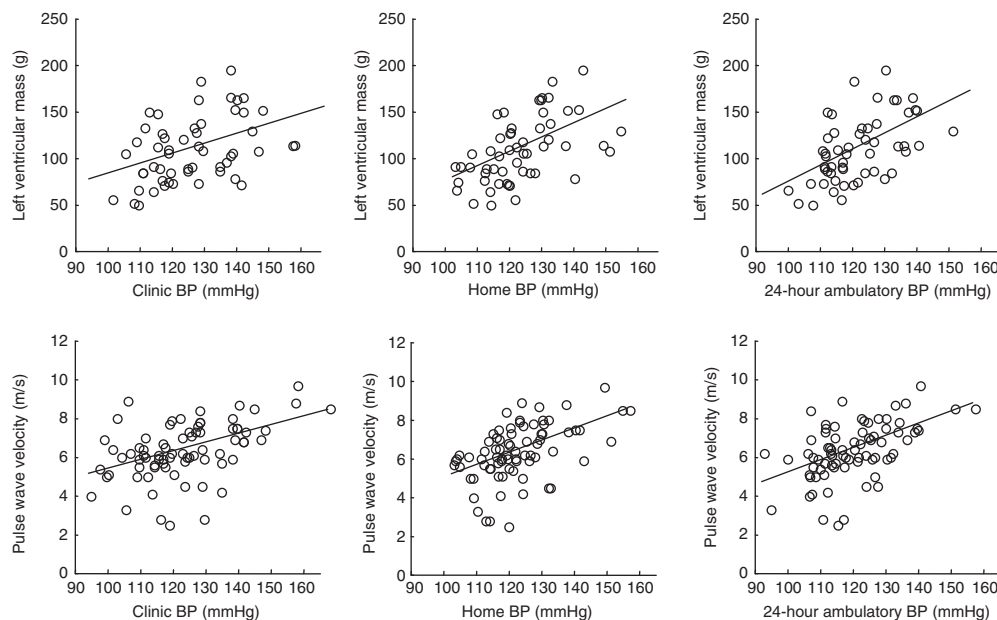 250
200
150
100
50
0
Left ventricular mass (g)
90 100 110 120 130 140 150 160
Clinic BP (mmHg)
250
200
150
100
50
0
Left ventricular mass (g)
90 100 110 120 130 140 150 160
Home BP (mmHg)
250
200
150
100
50
0
Left ventricular mass (g)
90 100 110 120 130 140 150 160
24-hour ambulatory BP (mmHg)
12
10
8
6
4
2
0
Pulse wave velocity (m/s)
90 100 110 120 130 140 150 160
Clinic BP (mmHg)
12
10
8
6
4
2
0
Pulse wave velocity (m/s)
90 100 110 120 130 140 150 160
Home BP (mmHg)
12
10
8
6
4
2
0
Pulse wave velocity (m/s)
90 100 110 120 130 140 150 160
24-hour ambulatory BP (mmHg)